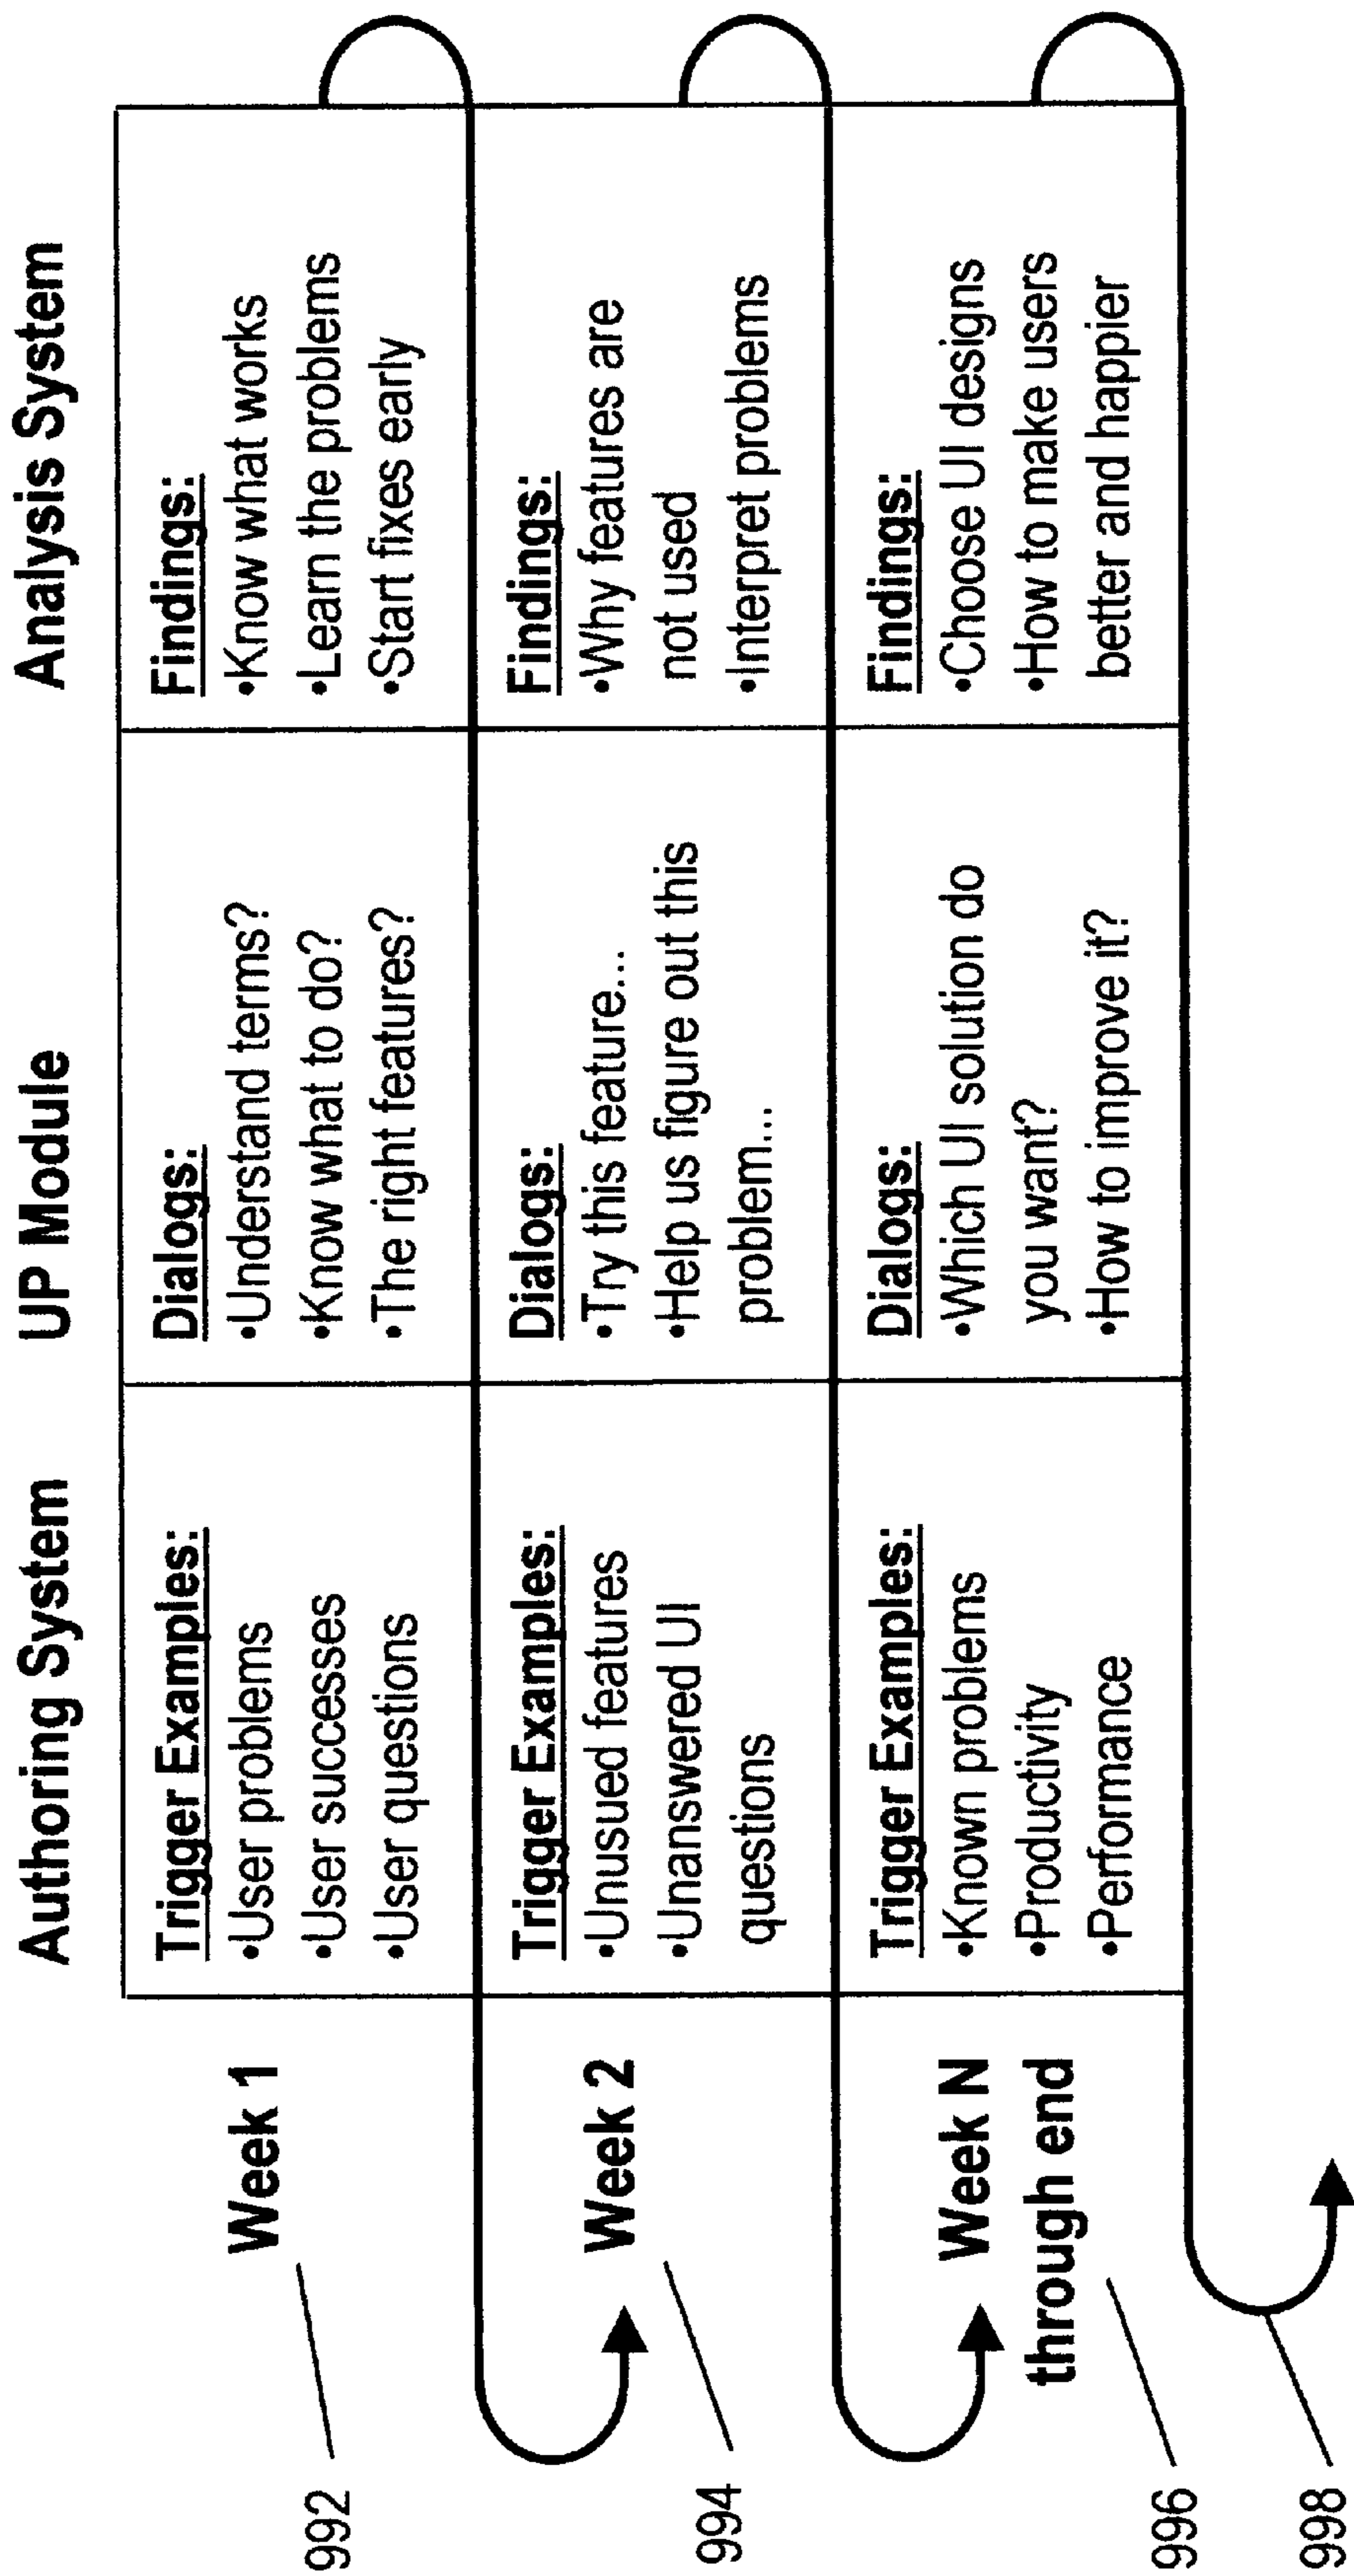 Authoring System UP Module Analysis System
Week 1
Trigger Examples:
•User problems
•User successes
•User questions
Dialogs:
•Understand terms?
•Know what to do?
•The right features?
Findings:
•Know what works
•Learn the problems
•Start fixes early
992
Week 2
Trigger Examples:
•Unusued features
•Unanswered UI
questions
Dialogs:
•Try this feature...
•Help us figure out this
problem...
Findings:
•Why features are
not used
•Interpret problems
994
Week N
through end
Trigger Examples:
•Known problems
•Productivity
•Performance
Dialogs:
•Which UI solution do
you want?
•How to improve it?
Findings:
•Choose UI designs
•How to make users
better and happier
996
998